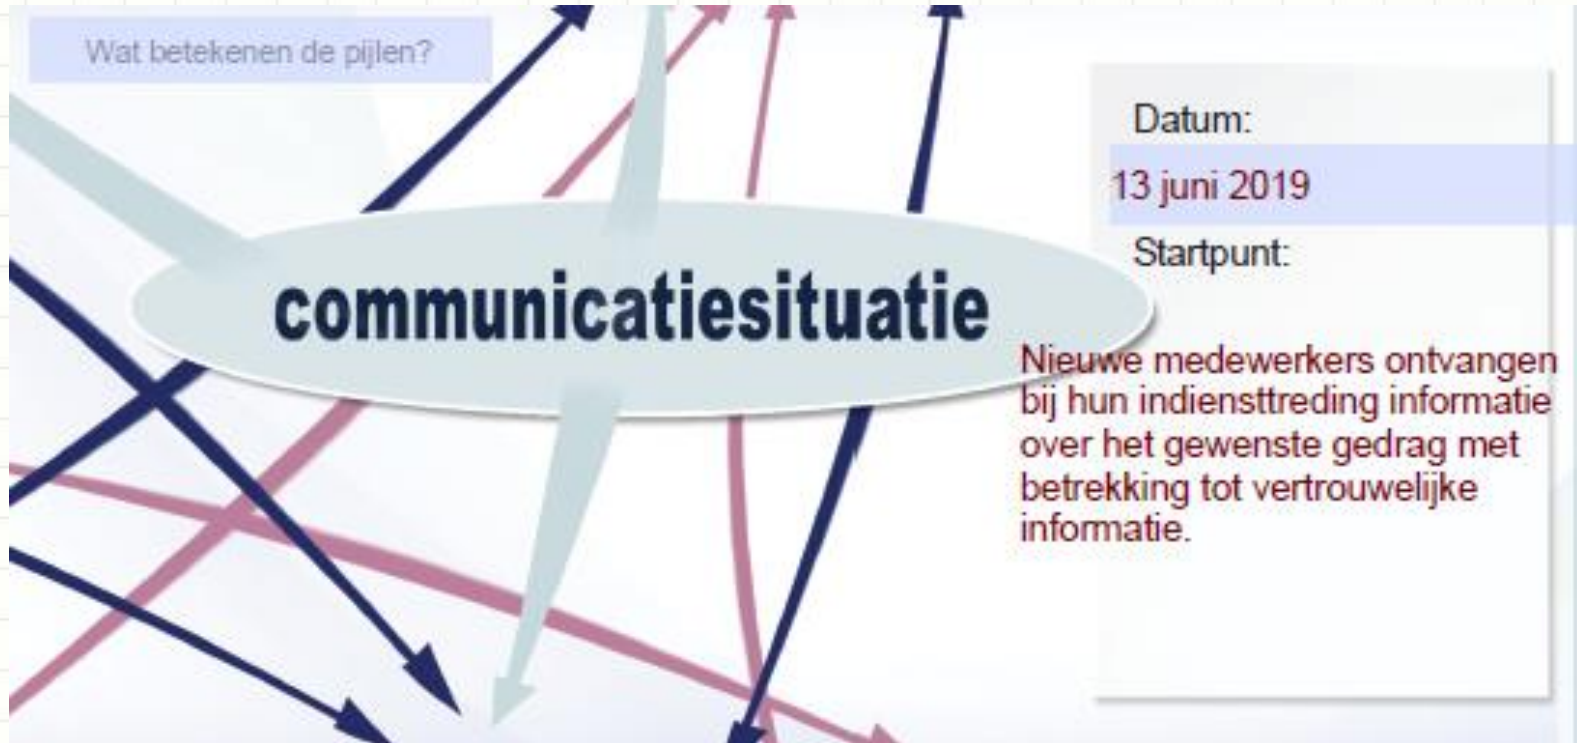 Wat betekenen de pijlen?
Datum:
13 juni 2019
Startpunt:
communicatiesituatie
Nieuwe medewerkers ontvangen
bij hun indiensttreding informatie
over het gewenste gedrag met
betrekking tot vertrouwelijke
informatie.